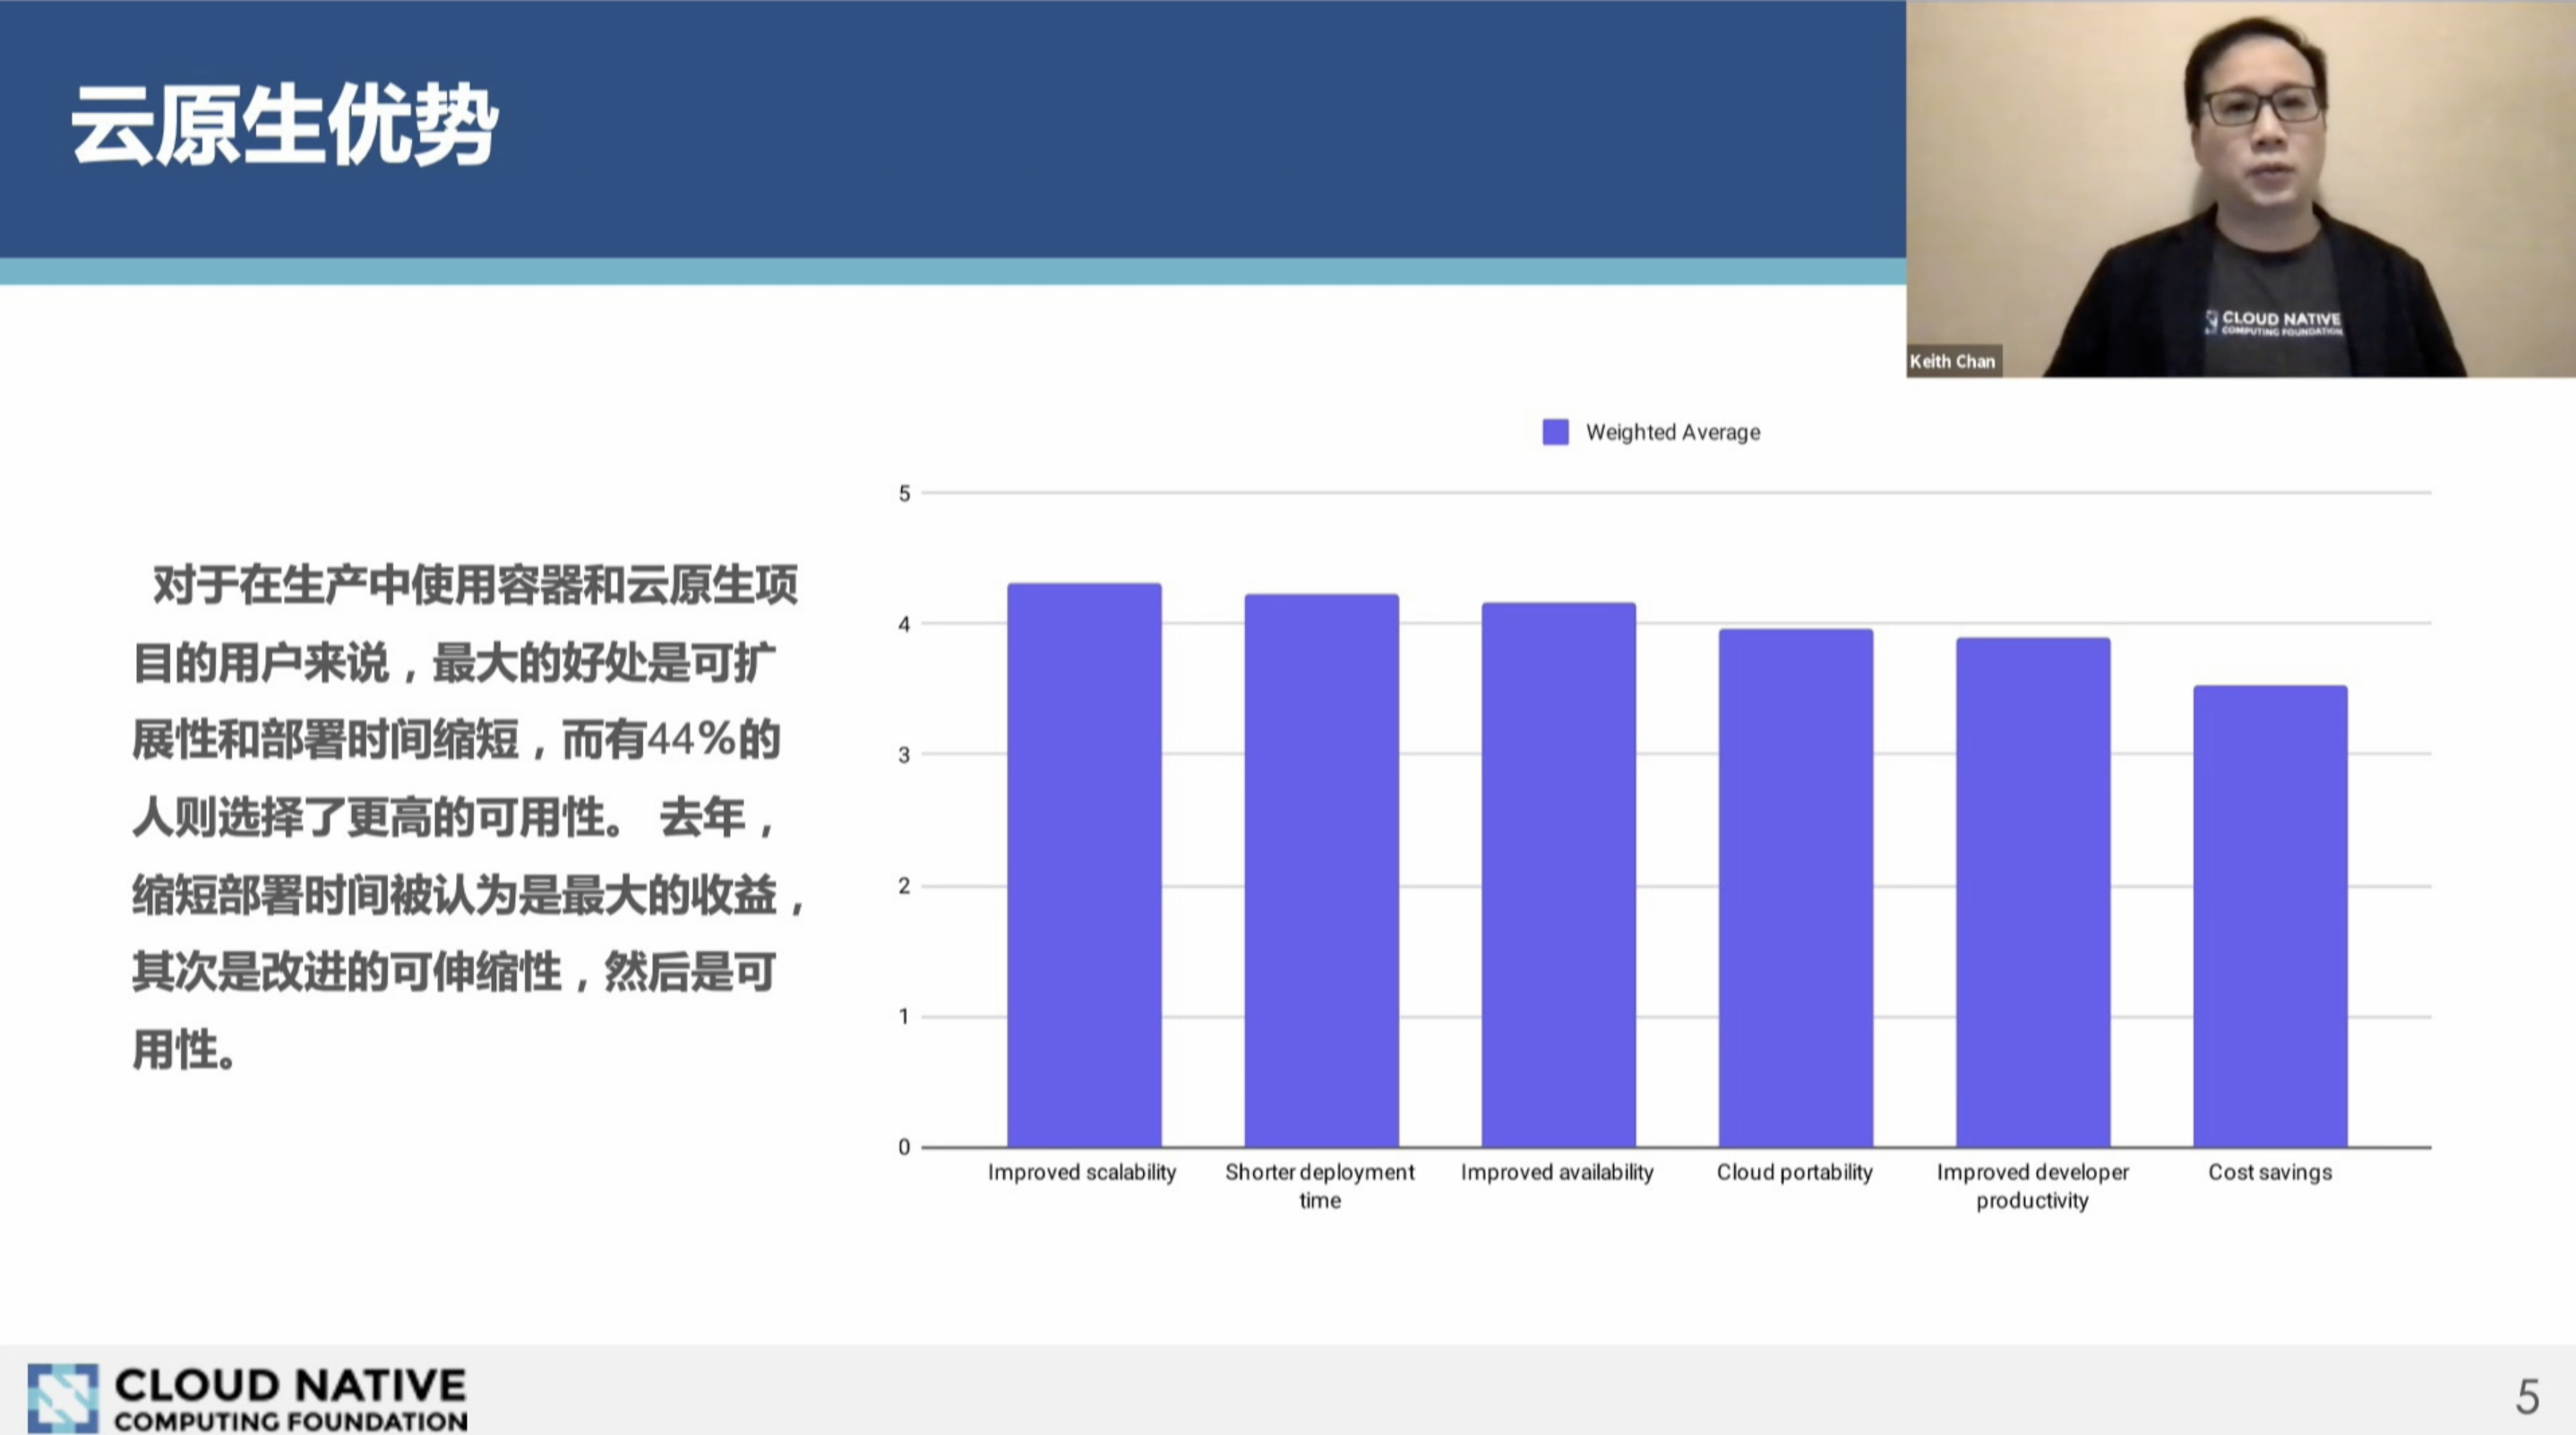 云原生优势
CLOUD NATIVE
COMPUTING FOUNDATION
Keith Chan
对于在生产中使用容器和云原生项
目的用户来说，最大的好处是可扩
展性和部署时间缩短，而有44%的
人则选择了更高的可用性。 去年，
缩短部署时间被认为是最大的收益，
其次是改进的可伸缩性，然后是可
用性。
Weighted Average
5
4
3
2
1
0
Improved scalability
Shorter deployment
time
Improved availability
Cloud portability
Improved developer
productivity
Cost savings
CLOUD NATIVE
COMPUTING FOUNDATION
5